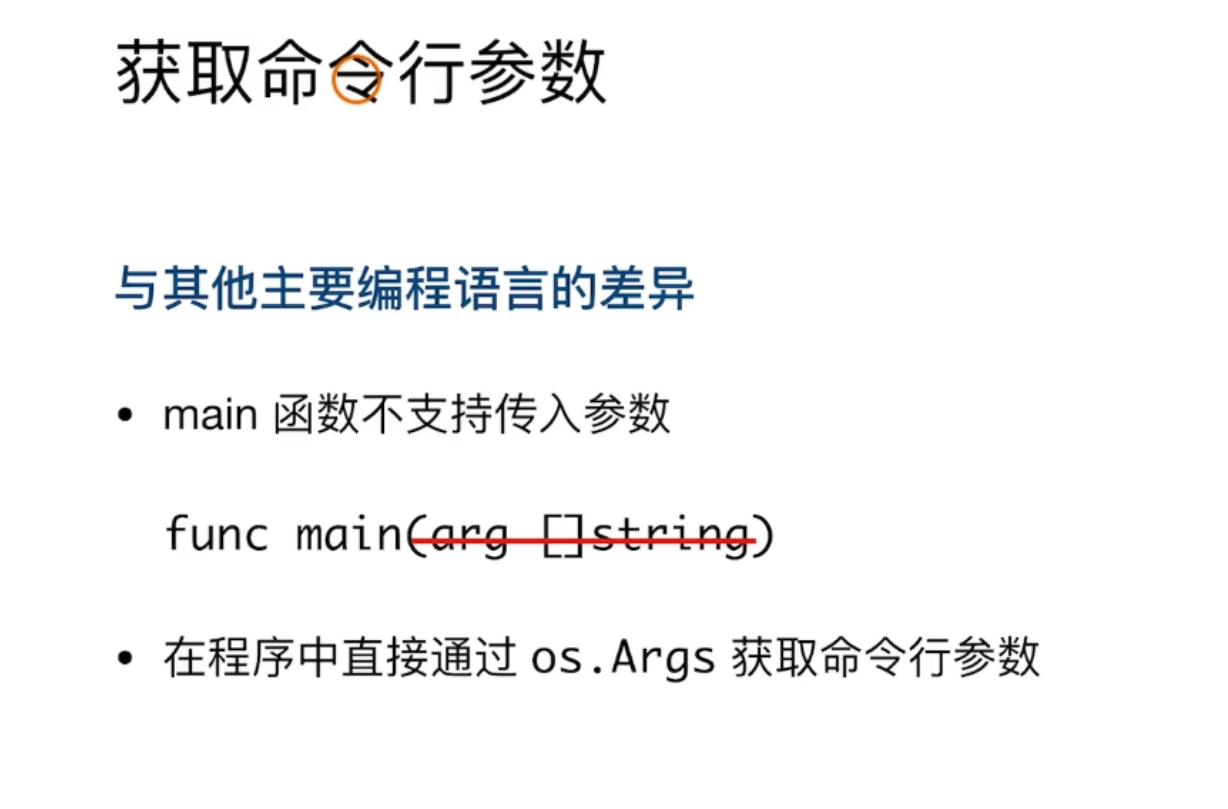 获取命令行参数
与其他主要编程语言的差异
• main 函数不支持传入参数
func main(arg []string)
• 在程序中直接通过 os.Args 获取命令行参数